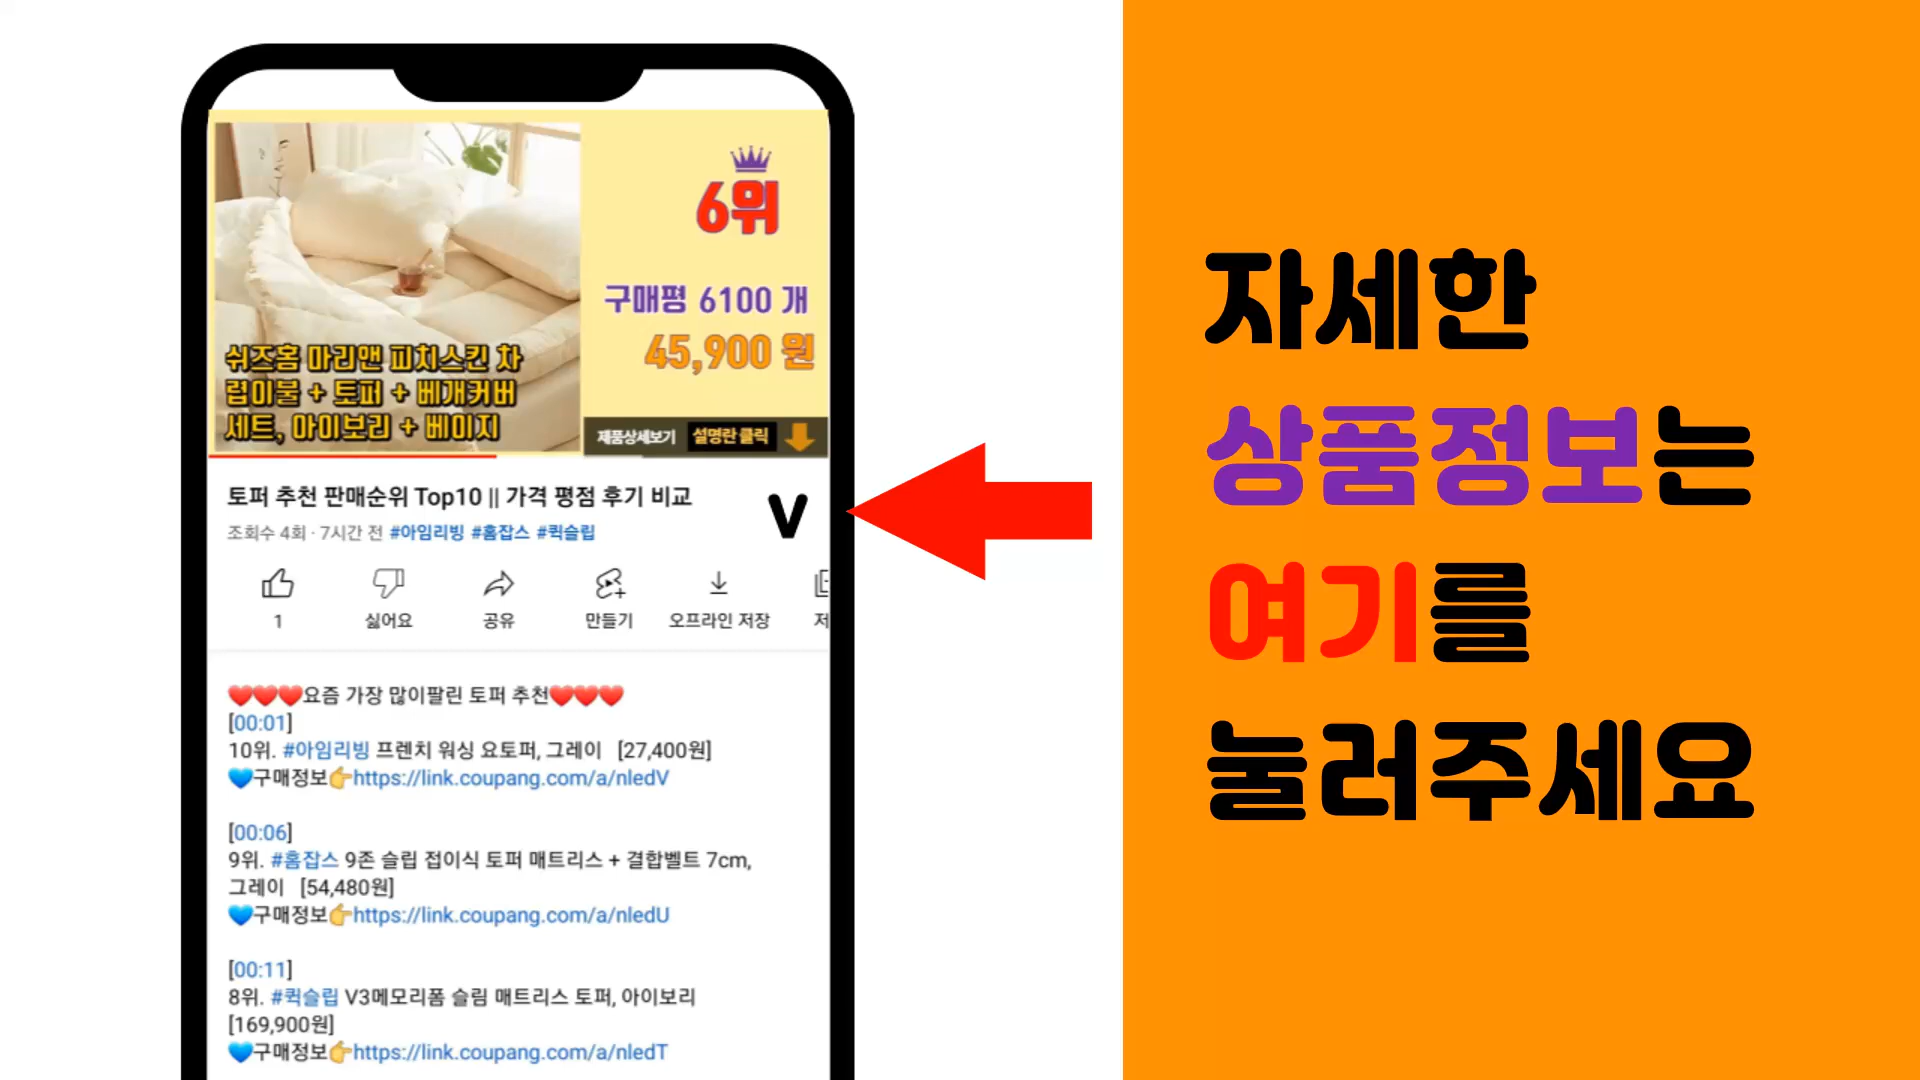 6위
구매평 6100 개
45,900 원
쉬즈홈 마리앤 피치스킨 차
렵이불 + 토퍼 + 베개커버
세트, 아이보리 + 베이지
제품상세보기 설명란 클릭
토퍼 추천 판매순위 Top10 || 가격 평점 후기 비교
V
조회수 4회 · 7시간 전 #아임리빙 #홈잡스 #퀵슬립
1 싫어요 공유 만들기 오프라인 저장 저
❤️❤️❤️요즘 가장 많이팔린 토퍼 추천❤️❤️❤️
[00:01]
10위. #아임리빙 프렌치 워싱 요토퍼, 그레이 [27,400원]
💙구매정보👉https://link.coupang.com/a/nledV
[00:06]
9위. #홈잡스 9존 슬립 접이식 토퍼 매트리스 + 결합벨트 7cm,
그레이 [54,480원]
💙구매정보👉https://link.coupang.com/a/nledU
[00:11]
8위. #퀵슬립 V3메모리폼 슬림 매트리스 토퍼, 아이보리
[169,900원]
💙구매정보👉https://link.coupang.com/a/nledT
자세한
상품정보는
여기를
눌러주세요